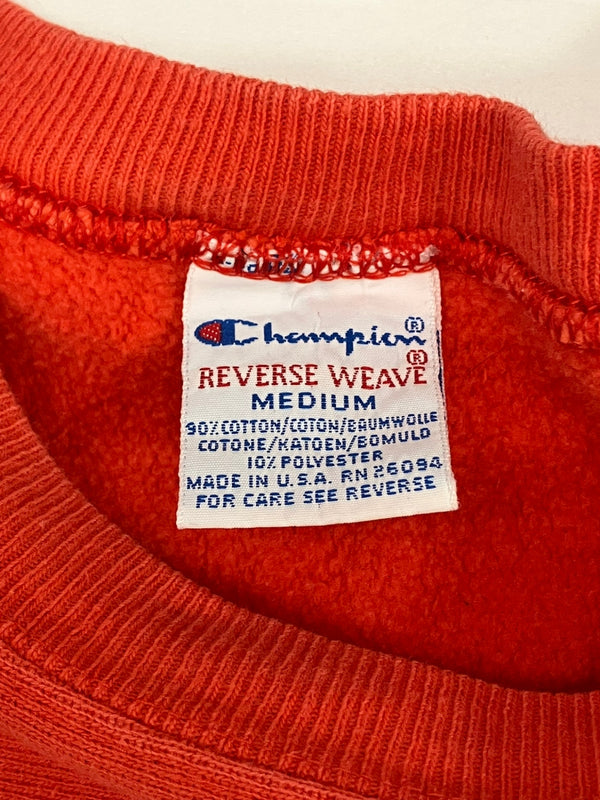 Champion®
REVERSE WEAVE®
MEDIUM
90% COTTON/COTON/BAUMWOLLE
COTONE/KATOEN/BOMULD
10% POLYESTER
MADE IN U.S.A. RN 26094
FOR CARE SEE REVERSE